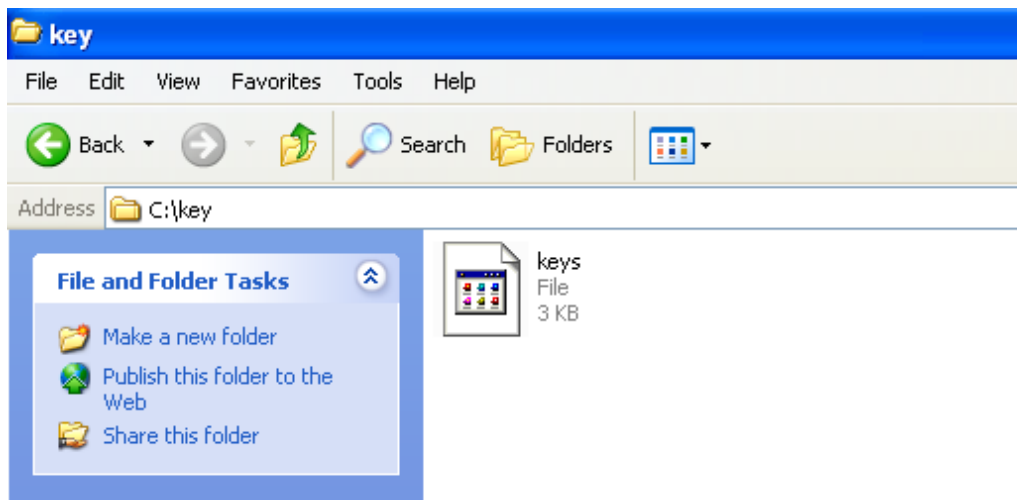 key
File Edit View Favorites Tools Help
Back Search Folders
Address C:\key
File and Folder Tasks
Make a new folder
Publish this folder to the
Web
Share this folder
keys
File
3 KB